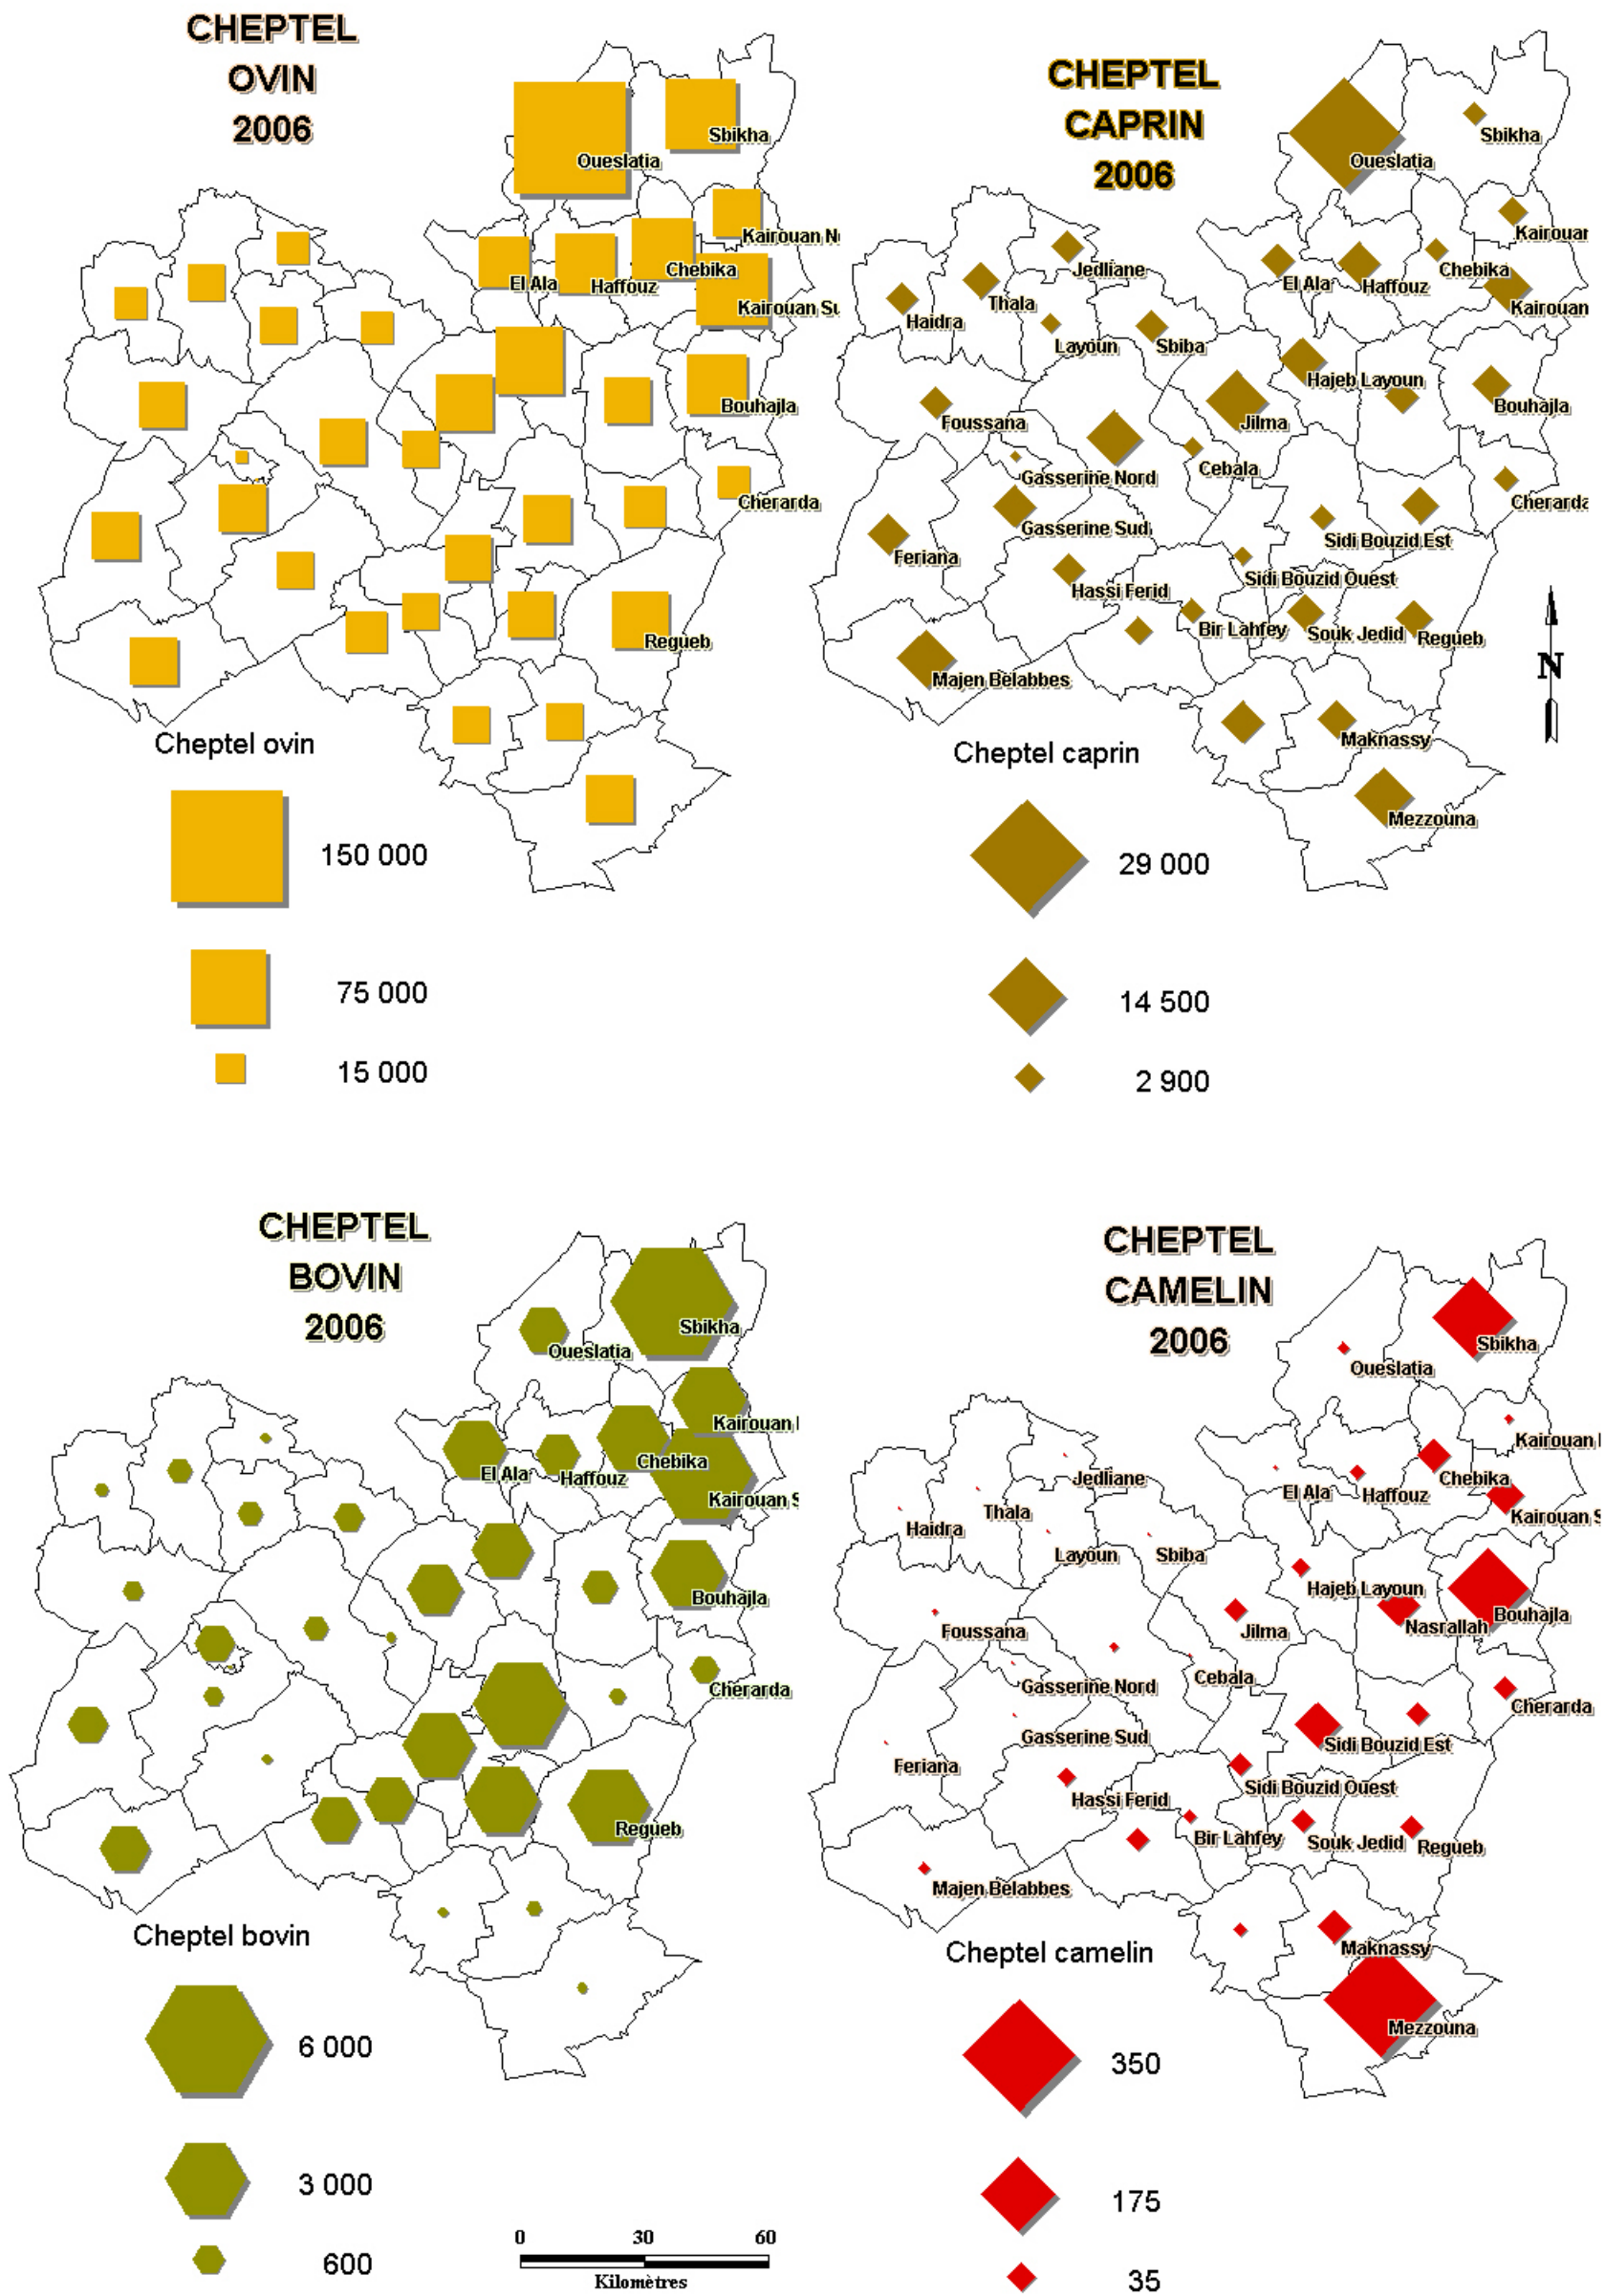 CHEPTEL
OVIN
2006
Sbikha
Oueslatia
Kairouan N
El Ala
Haffouz
Chebika
Kairouan Su
Bouhajla
Cherarda
Regueb
Cheptel ovin
150 000
75 000
15 000
CHEPTEL
CAPRIN
2006
Sbikha
Oueslatia
Kairouan
Jedliane
El Ala
Haffouz
Chebika
Kairouan
Thala
Haidra
Layoun
Sbiba
Hajeb Layoun
Bouhajla
Foussana
Jilma
Gasserine Nord
Cebala
Cherarda
Gasserine Sud
Sidi Bouzid Est
Feriana
Sidi Bouzid Ouest
Hassi Ferid
Bir Lahfey
Souk Jedid
Regueb
Majen Belabbes
N
Maknassy
Mezzouna
Cheptel caprin
29 000
14 500
2 900
CHEPTEL
BOVIN
2006
Sbikha
Oueslatia
Kairouan
El Ala
Haffouz
Chebika
Kairouan S
Bouhajla
Cherarda
Regueb
Cheptel bovin
6 000
3 000
600
0 30 60
Kilomètres
CHEPTEL
CAMELIN
2006
Sbikha
Oueslatia
Kairouan
Jedliane
El Ala
Haffouz
Chebika
Kairouan S
Thala
Haidra
Layoun
Sbiba
Hajeb Layoun
Bouhajla
Nasrallah
Foussana
Jilma
Gasserine Nord
Cebala
Cherarda
Gasserine Sud
Sidi Bouzid Est
Feriana
Sidi Bouzid Ouest
Hassi Ferid
Bir Lahfey
Souk Jedid
Regueb
Majen Belabbes
Maknassy
Mezzouna
Cheptel camelin
350
175
35